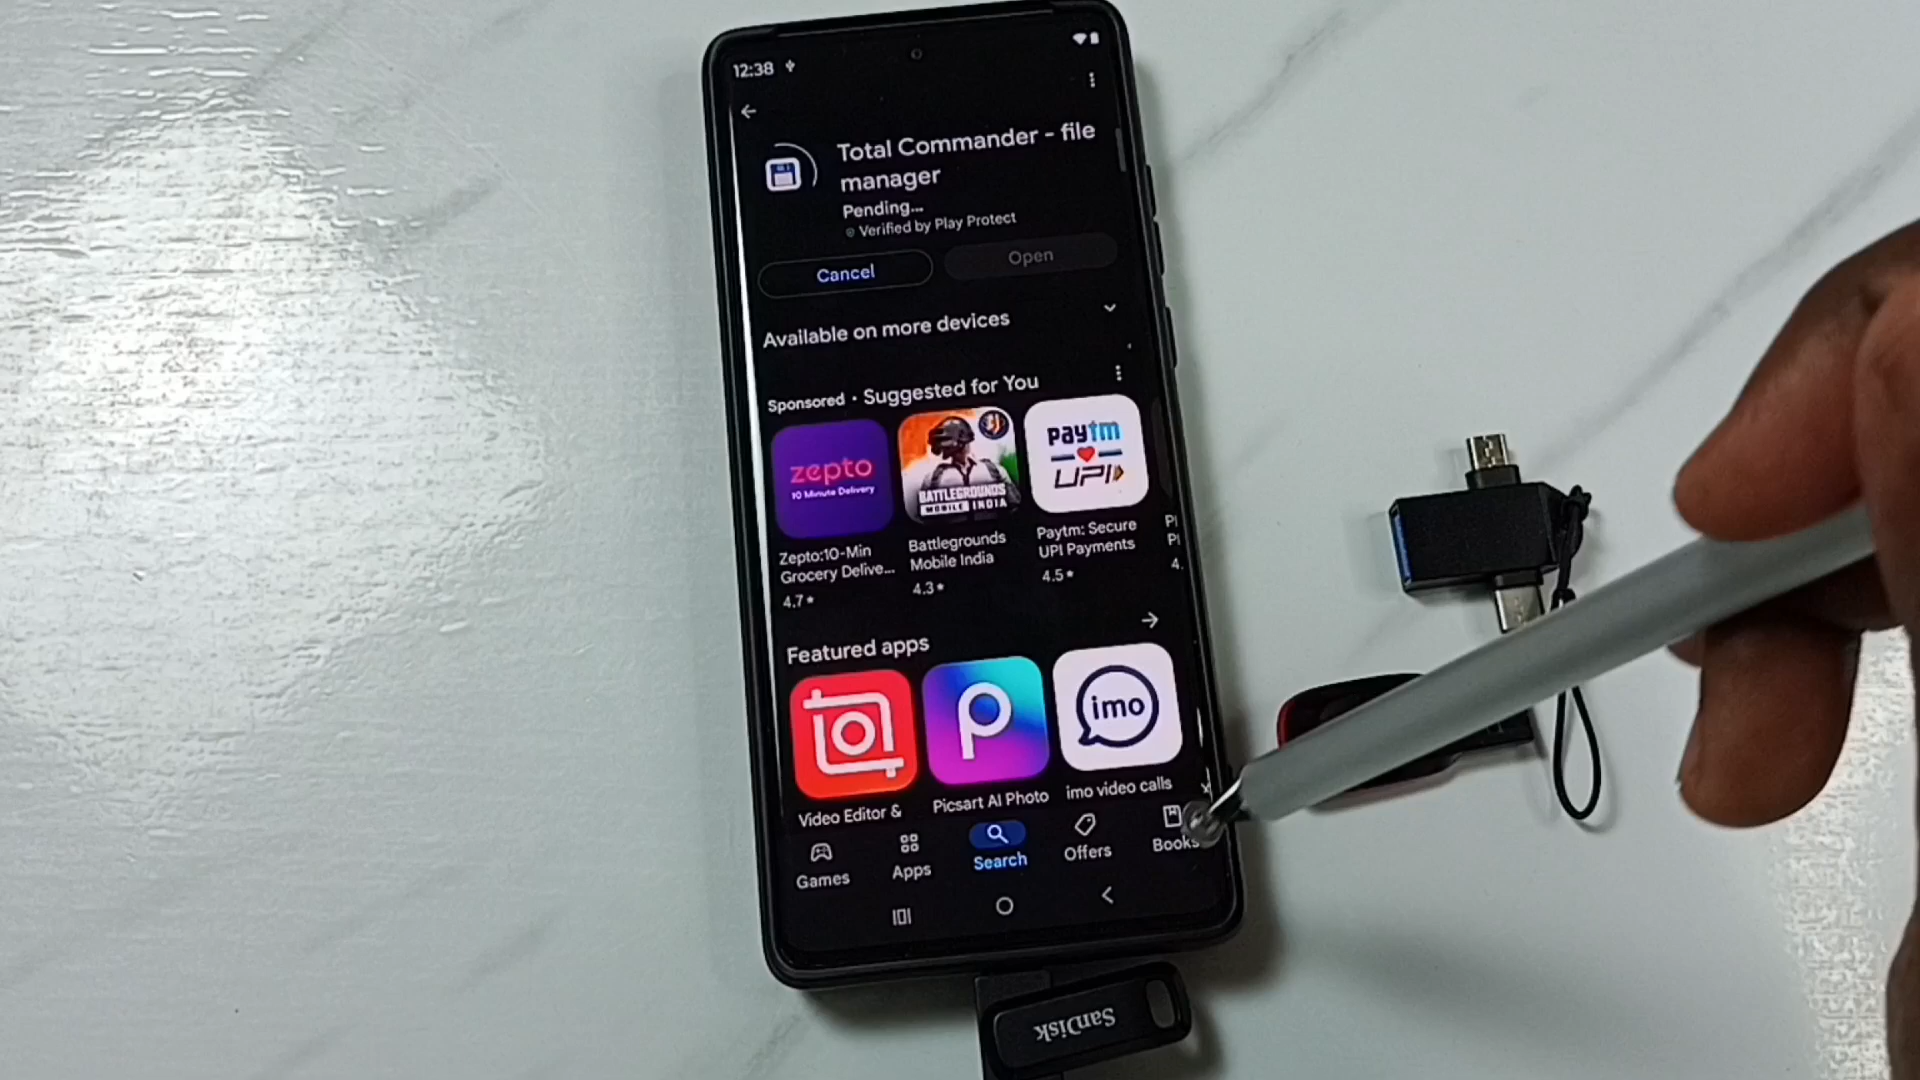 12:38
Total Commander - file
manager
Pending...
Verified by Play Protect
Cancel
Open
Available on more devices
Sponsored • Suggested for You
zepto
10 Minute Delivery
BATTLEGROUNDS
MOBILE INDIA
paytm
UPI
Zepto:10-Min
Grocery Delive...
4.7★
Battlegrounds
Mobile India
4.3★
Paytm: Secure
UPI Payments
4.5★
Pl
Pl
4.
Featured apps
imo
Video Editor &
Picsart AI Photo
imo video calls
Games
Apps
Search
Offers
Books
SanDisk